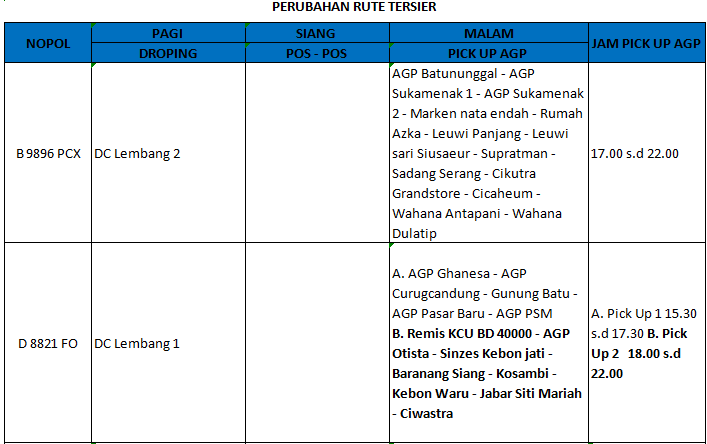 PERUBAHAN RUTE TERSIER
NOPOL
PAGI
SIANG
MALAM
JAM PICK UP AGP
DROPING
POS - POS
PICK UP AGP
B 9896 PCX
DC Lembang 2
AGP Batununggal - AGP
Sukamenak 1 - AGP Sukamenak
2 - Marken nata endah - Rumah
Azka - Leuwi Panjang - Leuwi
sari Siusaeur - Supratman -
Sadang Serang - Cikutra
Grandstore - Cicaheum -
Wahana Antapani - Wahana
Dulatip
17.00 s.d 22.00
D 8821 FO
DC Lembang 1
A. AGP Ghanesa - AGP
Curugcandung - Gunung Batu -
AGP Pasar Baru - AGP PSM
B. Remis KCU BD 40000 - AGP
Otista - Sinzes Kebon jati -
Baranang Siang - Kosambi -
Kebon Waru - Jabar Siti Mariah
- Ciwastra
A. Pick Up 1 15.30
s.d 17.30 B. Pick
Up 2 18.00 s.d
22.00